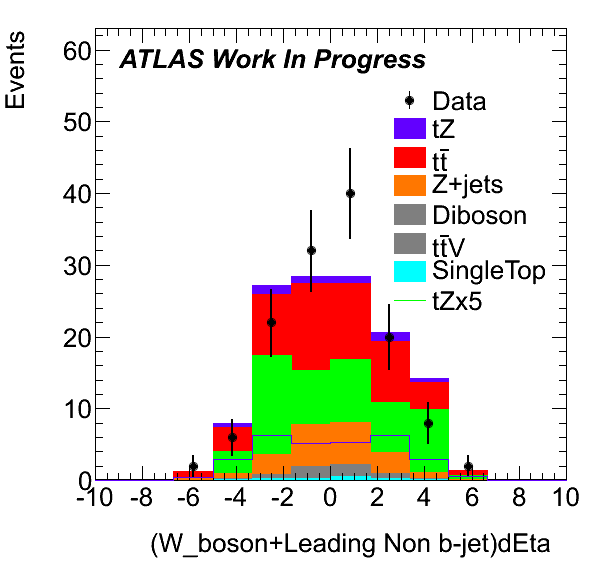 Events
ATLAS Work In Progress
Data
tZ
tt̄
Z+jets
Diboson
tt̄V
SingleTop
tZx5
60
50
40
30
20
10
0
-10 -8 -6 -4 -2 0 2 4 6 8 10
(W_boson+Leading Non b-jet)dEta